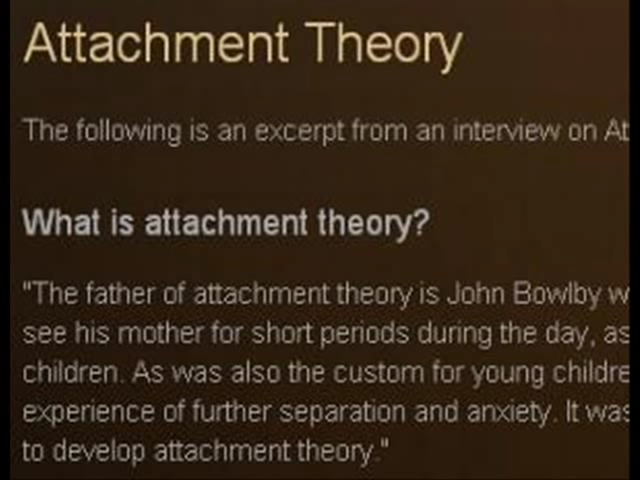 Attachment Theory
The following is an excerpt from an interview on At
What is attachment theory?
"The father of attachment theory is John Bowlby w
see his mother for short periods during the day, as
children. As was also the custom for young childre
experience of further separation and anxiety. It was
to develop attachment theory."